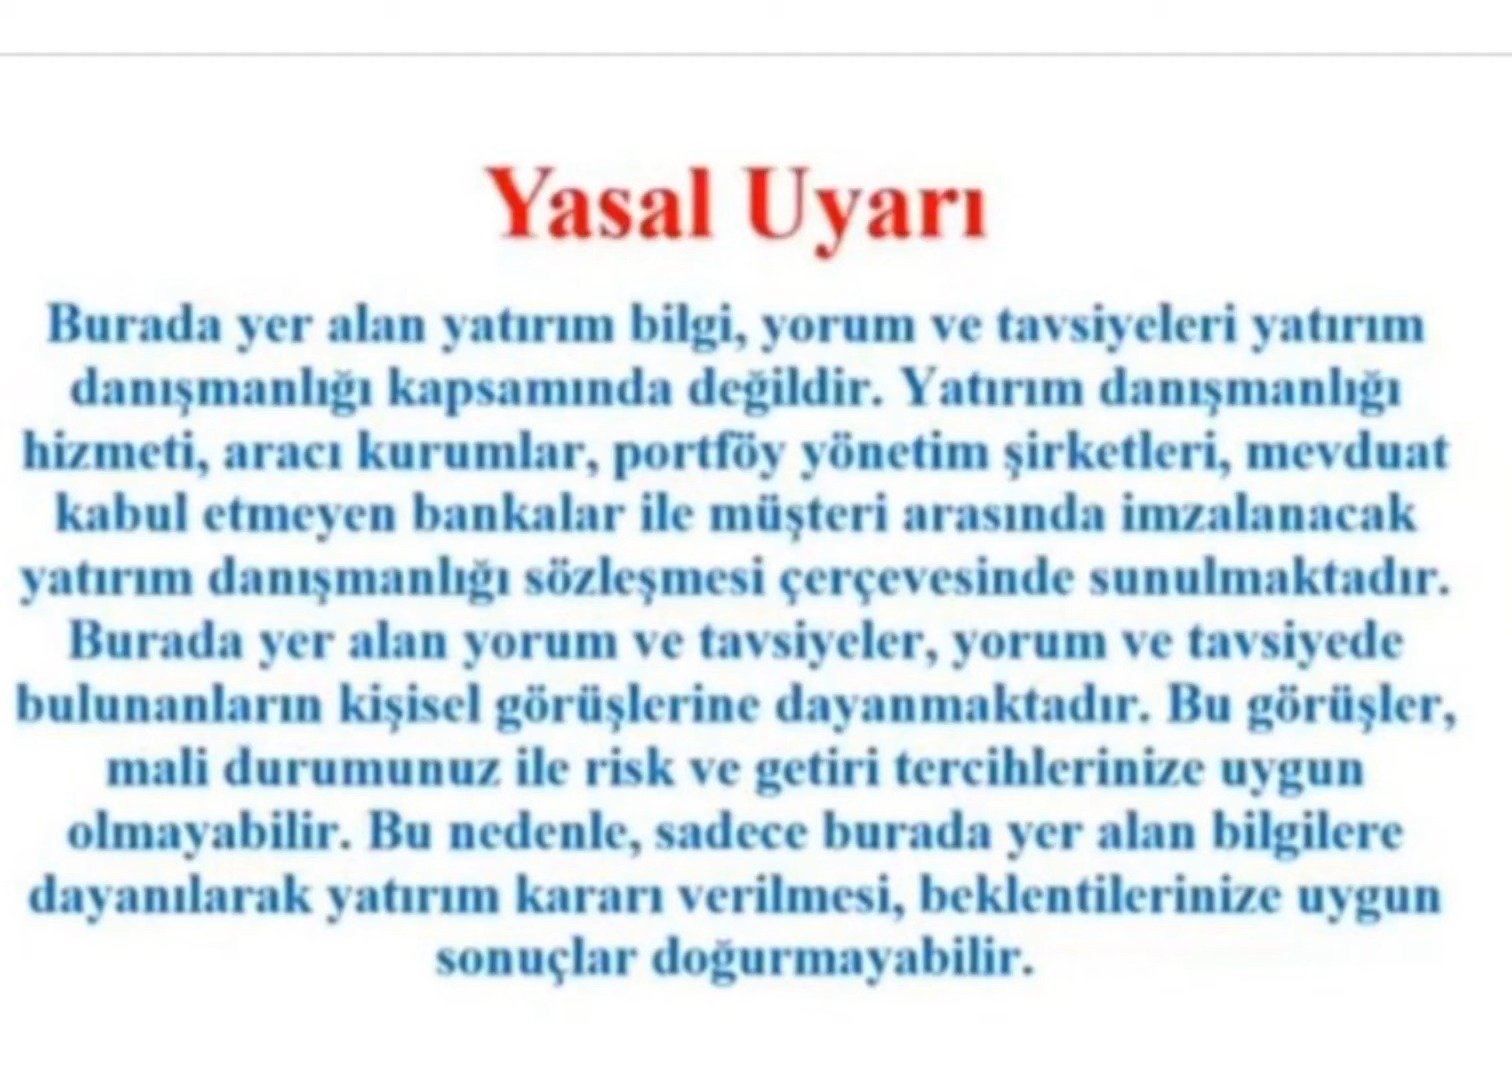 Yasal Uyarı
Burada yer alan yatırım bilgi, yorum ve tavsiyeleri yatırım
danışmanlığı kapsamında değildir. Yatırım danışmanlığı
hizmeti, aracı kurumlar, portföy yönetim şirketleri, mevduat
kabul etmeyen bankalar ile müşteri arasında imzalanacak
yatırım danışmanlığı sözleşmesi çerçevesinde sunulmaktadır.
Burada yer alan yorum ve tavsiyeler, yorum ve tavsiyede
bulunanların kişisel görüşlerine dayanmaktadır. Bu görüşler,
mali durumunuz ile risk ve getiri tercihlerinize uygun
olmayabilir. Bu nedenle, sadece burada yer alan bilgilere
dayanılarak yatırım kararı verilmesi, beklentilerinize uygun
sonuçlar doğurmayabilir.